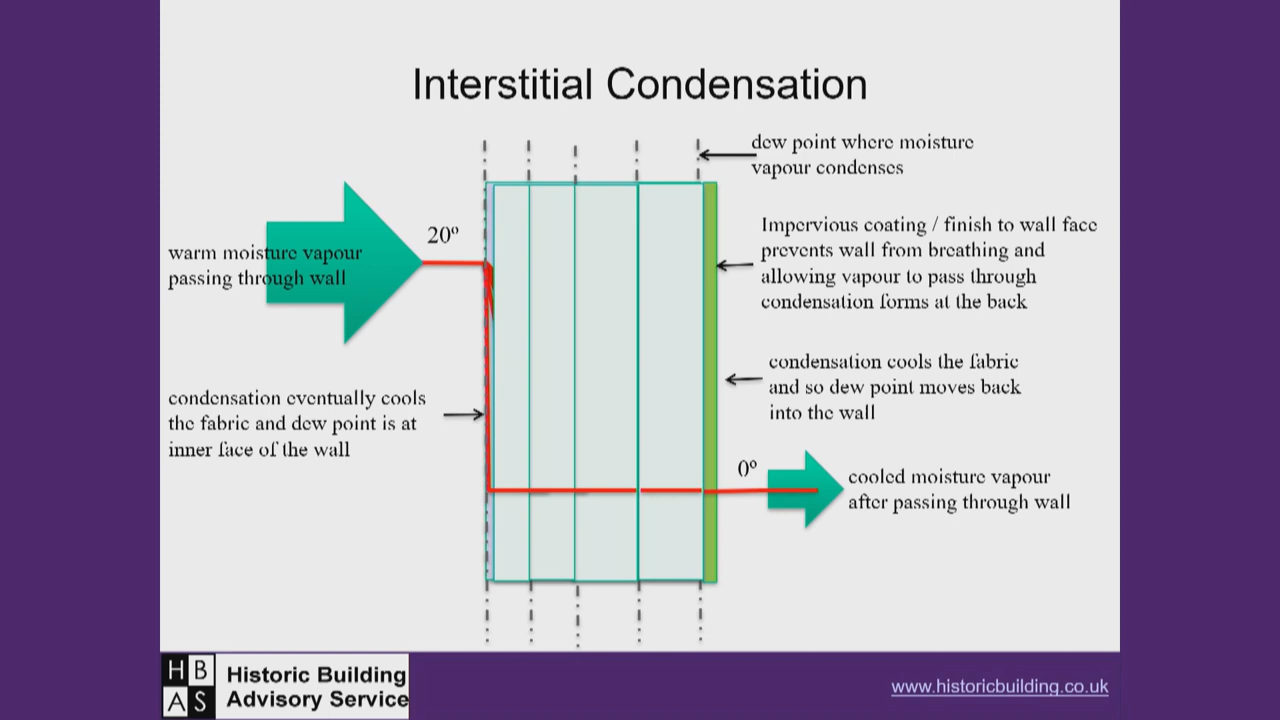 Interstitial Condensation
dew point where moisture
vapour condenses
20º
warm moisture vapour
passing through wall
Impervious coating / finish to wall face
prevents wall from breathing and
allowing vapour to pass through
condensation forms at the back
condensation cools the fabric
and so dew point moves back
into the wall
condensation eventually cools
the fabric and dew point is at
inner face of the wall
0º
cooled moisture vapour
after passing through wall
H B
A S
Historic Building
Advisory Service
www.historicbuilding.co.uk